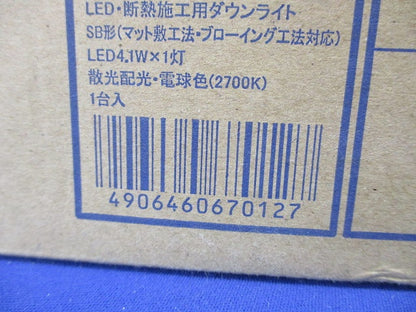 LED・断熱施工用ダウンライト
SB形(マット敷工法・ブローイング工法対応)
LED4.1W×1灯
散光配光・電球色(2700K)
1台入
4906460670127